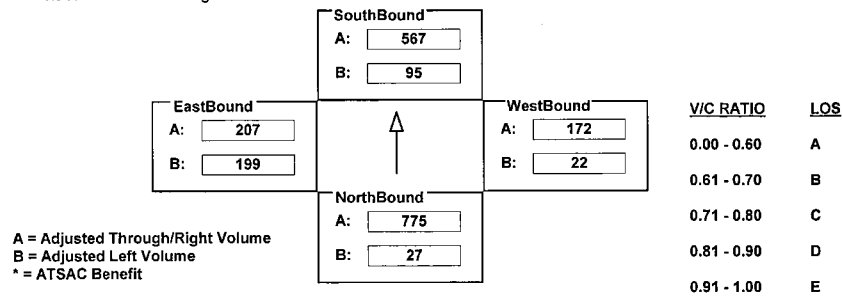 SouthBound
A: 567
B: 95
EastBound
A: 207
B: 199
WestBound
A: 172
B: 22
NorthBound
A: 775
B: 27
A = Adjusted Through/Right Volume
B = Adjusted Left Volume
* = ATSAC Benefit
V/C RATIO LOS
0.00 - 0.60 A
0.61 - 0.70 B
0.71 - 0.80 C
0.81 - 0.90 D
0.91 - 1.00 E